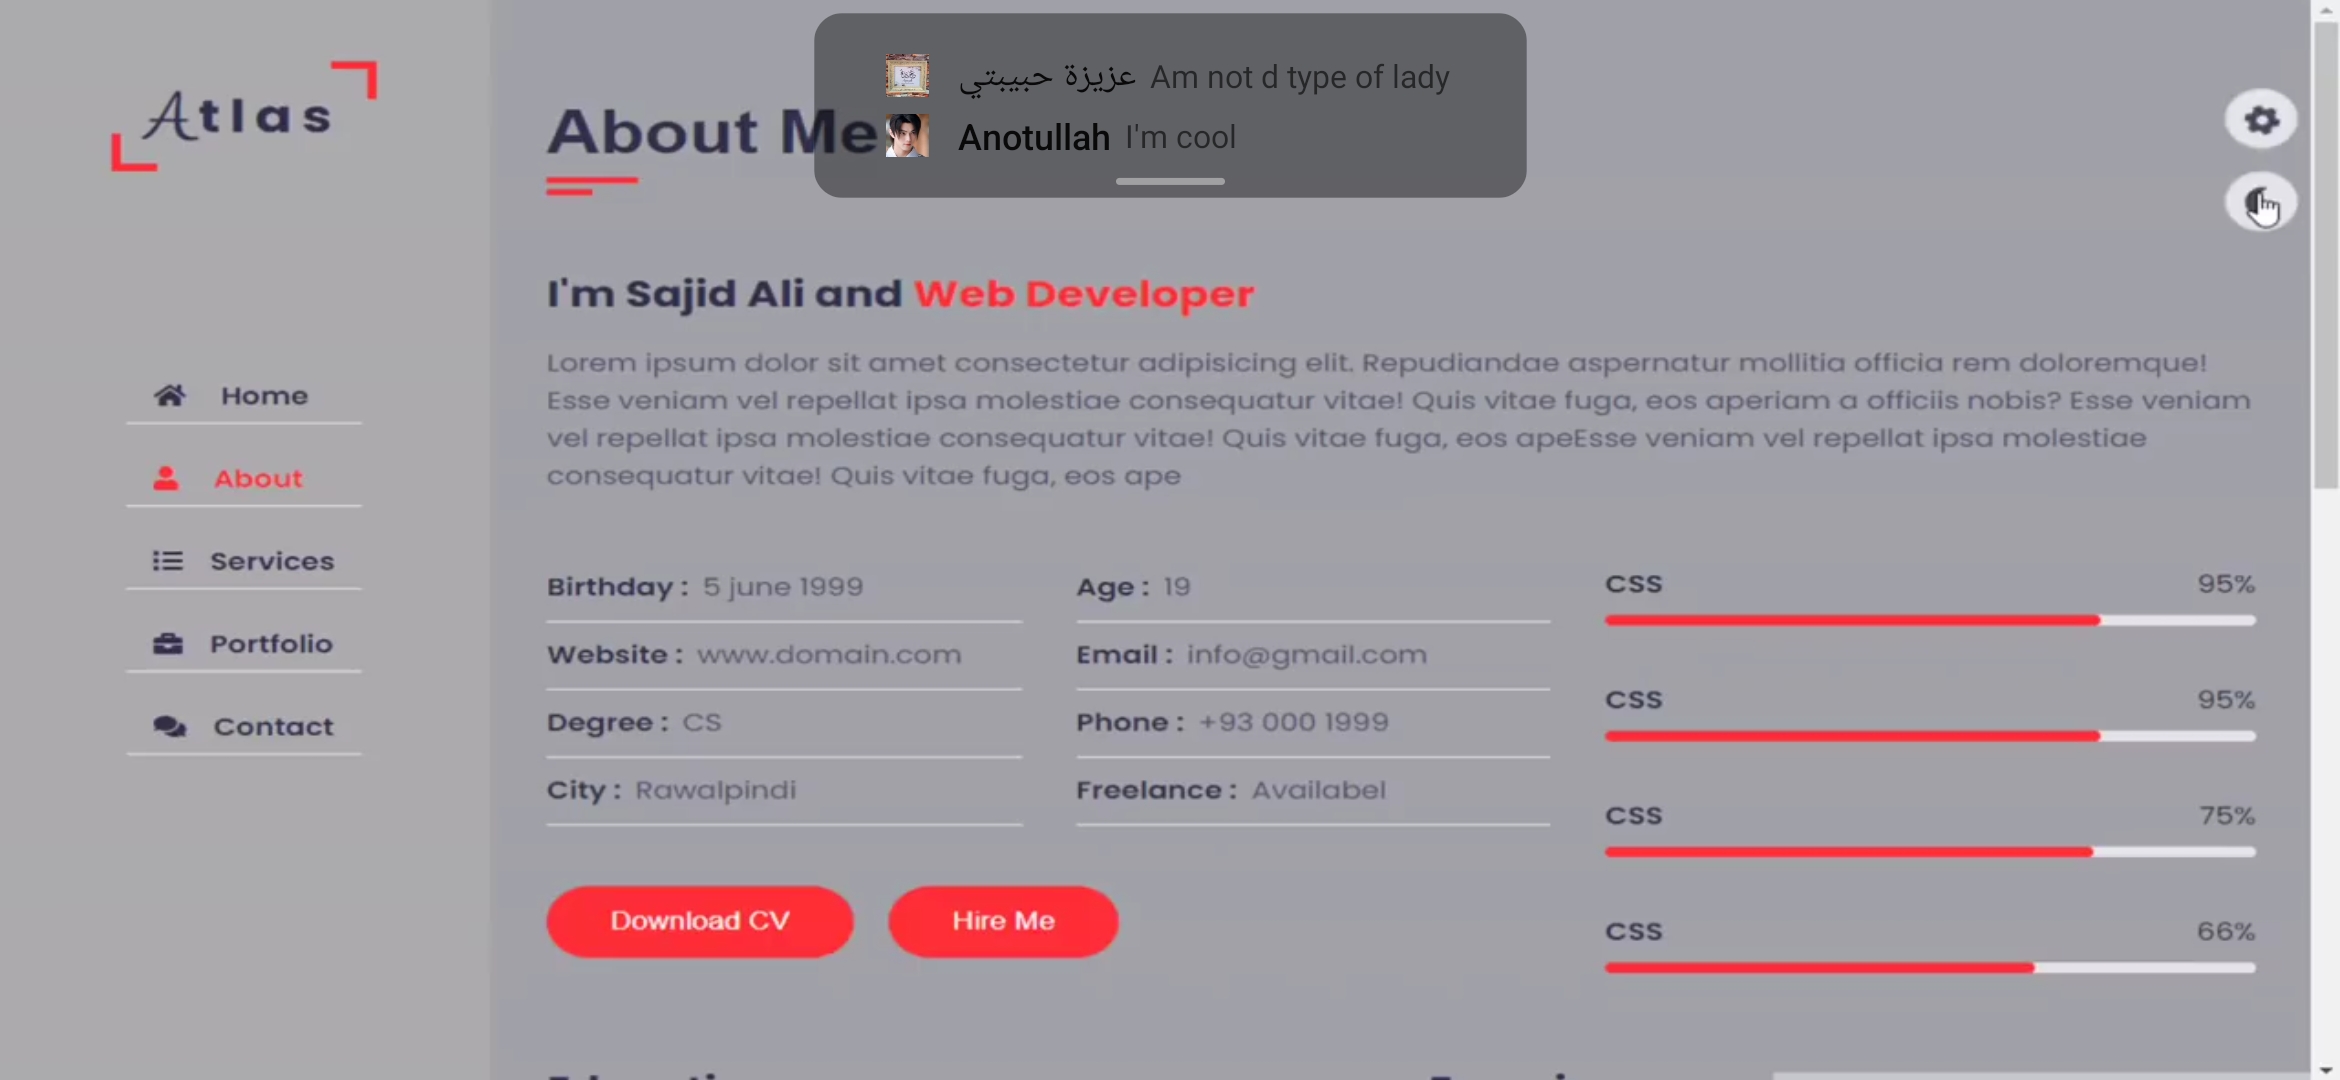 عزيزة حبيبتي Am not d type of lady
Anotullah I'm cool
Atlas
About Me
Home
About
Services
Portfolio
Contact
I'm Sajid Ali and Web Developer
Lorem ipsum dolor sit amet consectetur adipisicing elit. Repudiandae aspernatur mollitia officia rem doloremque!
Esse veniam vel repellat ipsa molestiae consequatur vitae! Quis vitae fuga, eos aperiam a officiis nobis? Esse veniam
vel repellat ipsa molestiae consequatur vitae! Quis vitae fuga, eos apeEsse veniam vel repellat ipsa molestiae
consequatur vitae! Quis vitae fuga, eos ape
Birthday : 5 june 1999
Age : 19
Website : www.domain.com
Email : info@gmail.com
Degree : CS
Phone : +93 000 1999
City : Rawalpindi
Freelance : Availabel
CSS 95%
CSS 95%
CSS 75%
CSS 66%
Download CV
Hire Me